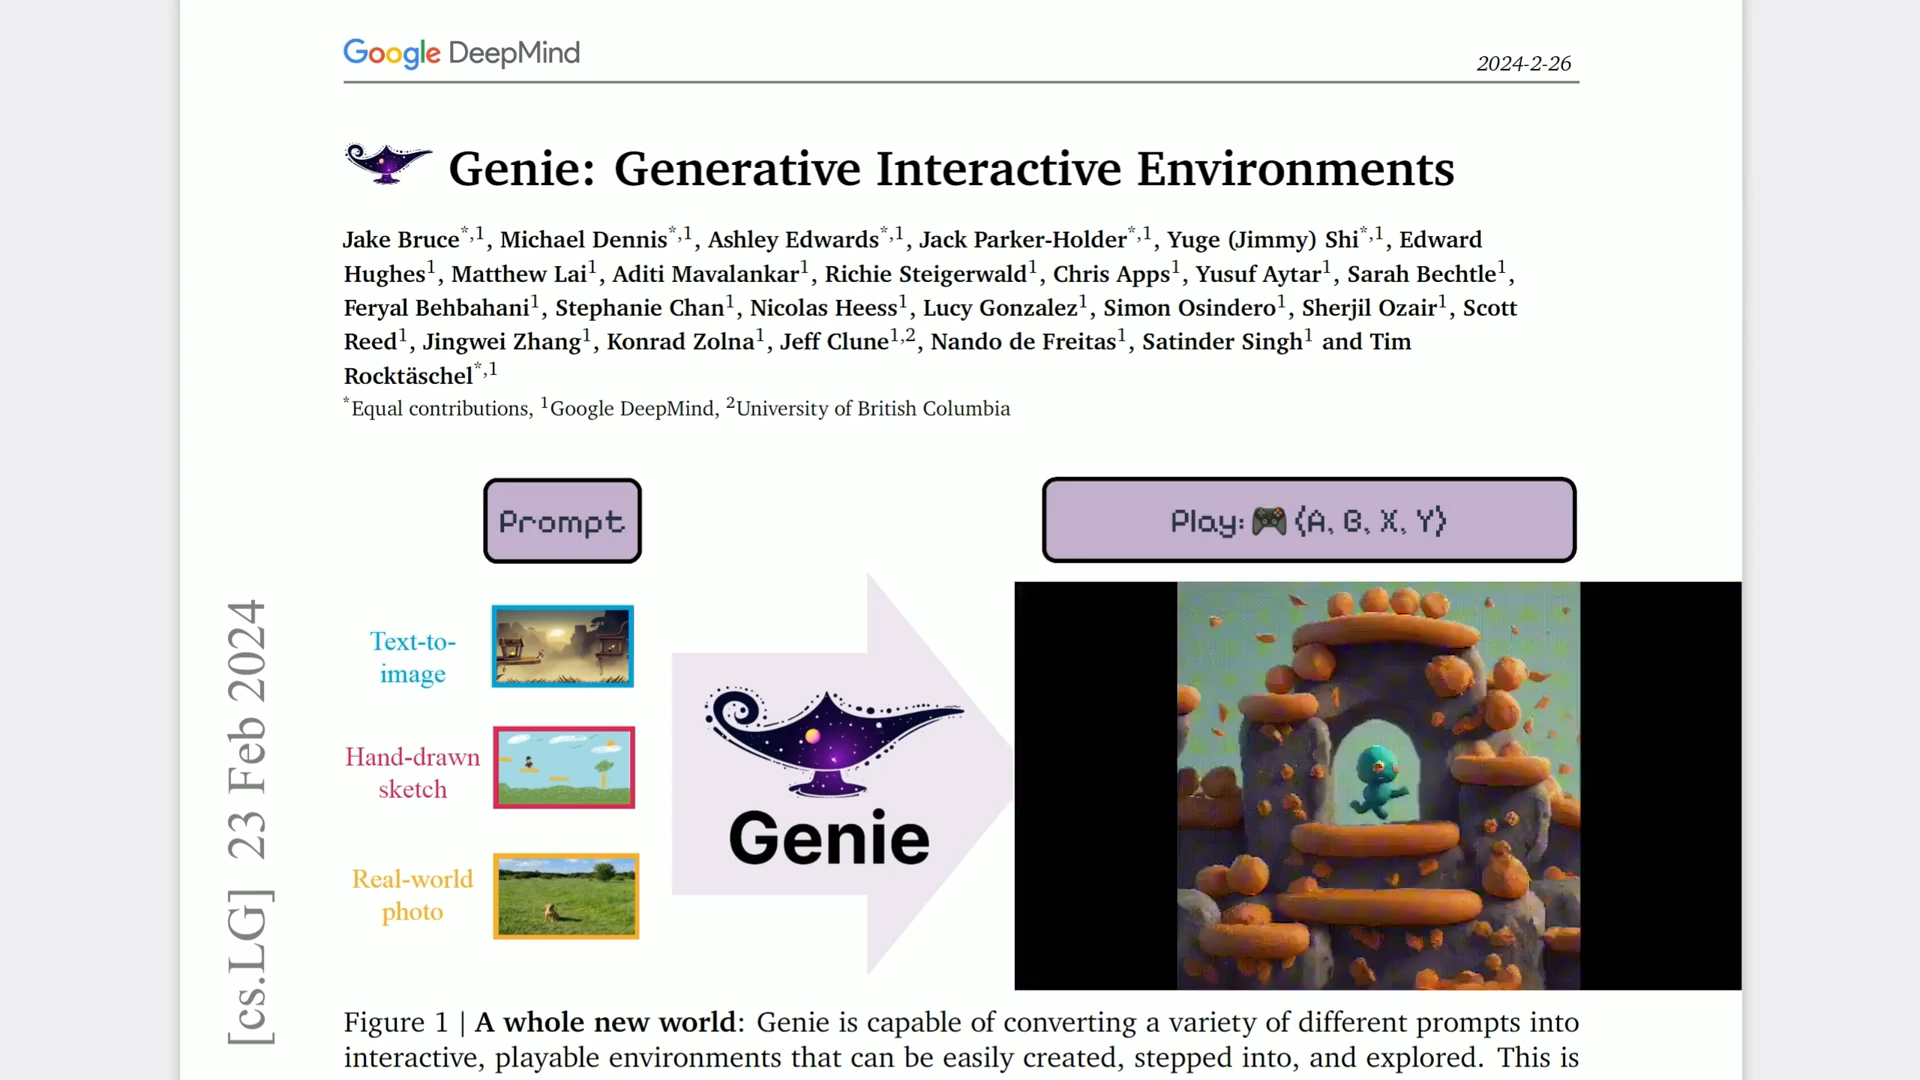 Google DeepMind
2024-2-26
Genie: Generative Interactive Environments
Jake Bruce*,1, Michael Dennis*,1, Ashley Edwards*,1, Jack Parker-Holder*,1, Yuge (Jimmy) Shi*,1, Edward
Hughes1, Matthew Lai1, Aditi Mavalankar1, Richie Steigerwald1, Chris Apps1, Yusuf Aytar1, Sarah Bechtle1,
Feryal Behbahani1, Stephanie Chan1, Nicolas Heess1, Lucy Gonzalez1, Simon Osindero1, Sherjil Ozair1, Scott
Reed1, Jingwei Zhang1, Konrad Zolna1, Jeff Clune1,2, Nando de Freitas1, Satinder Singh1 and Tim
Rocktäschel*,1
*Equal contributions, 1Google DeepMind, 2University of British Columbia
Prompt
Play: 🎮 {A, B, X, Y}
Text-to-
image
Hand-drawn
sketch
Real-world
photo
Genie
[cs.LG] 23 Feb 2024
Figure 1 | A whole new world: Genie is capable of converting a variety of different prompts into
interactive, playable environments that can be easily created, stepped into, and explored. This is